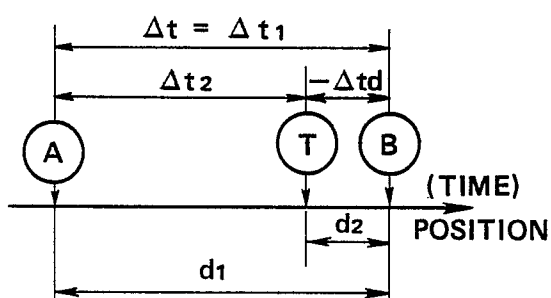 Δt = Δt1
Δt2
-Δtd
A
T
B
(TIME)
POSITION
d2
d1